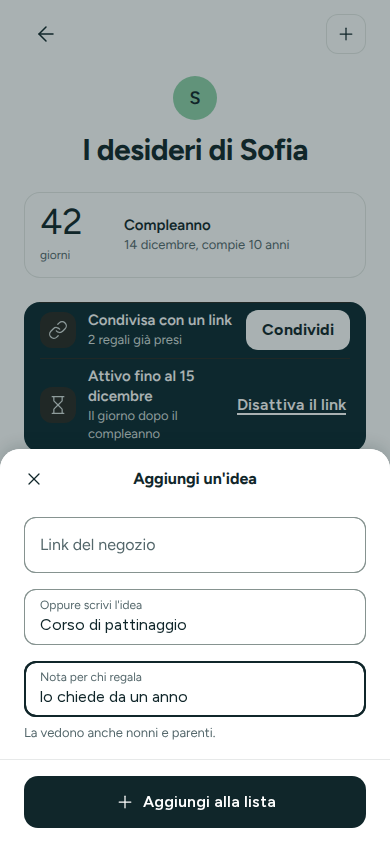 S
I desideri di Sofia
42
giorni
Compleanno
14 dicembre, compie 10 anni
Condivisa con un link
2 regali già presi
Condividi
Attivo fino al 15
dicembre
Il giorno dopo il
compleanno
Disattiva il link
Aggiungi un'idea
Link del negozio
Oppure scrivi l'idea
Corso di pattinaggio
Nota per chi regala
lo chiede da un anno
La vedono anche nonni e parenti.
Aggiungi alla lista